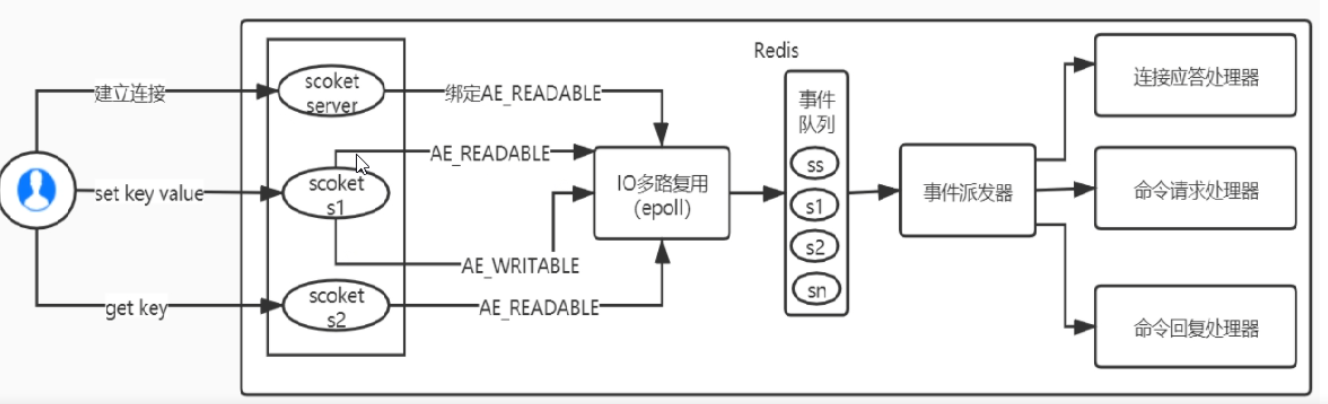 Redis
建立连接
scoket
server
绑定AE_READABLE
事件
队列
连接应答处理器
AE_READABLE
set key value
scoket
s1
IO多路复用
(epoll)
ss
s1
s2
sn
事件派发器
命令请求处理器
AE_WRITABLE
get key
scoket
s2
AE_READABLE
命令回复处理器